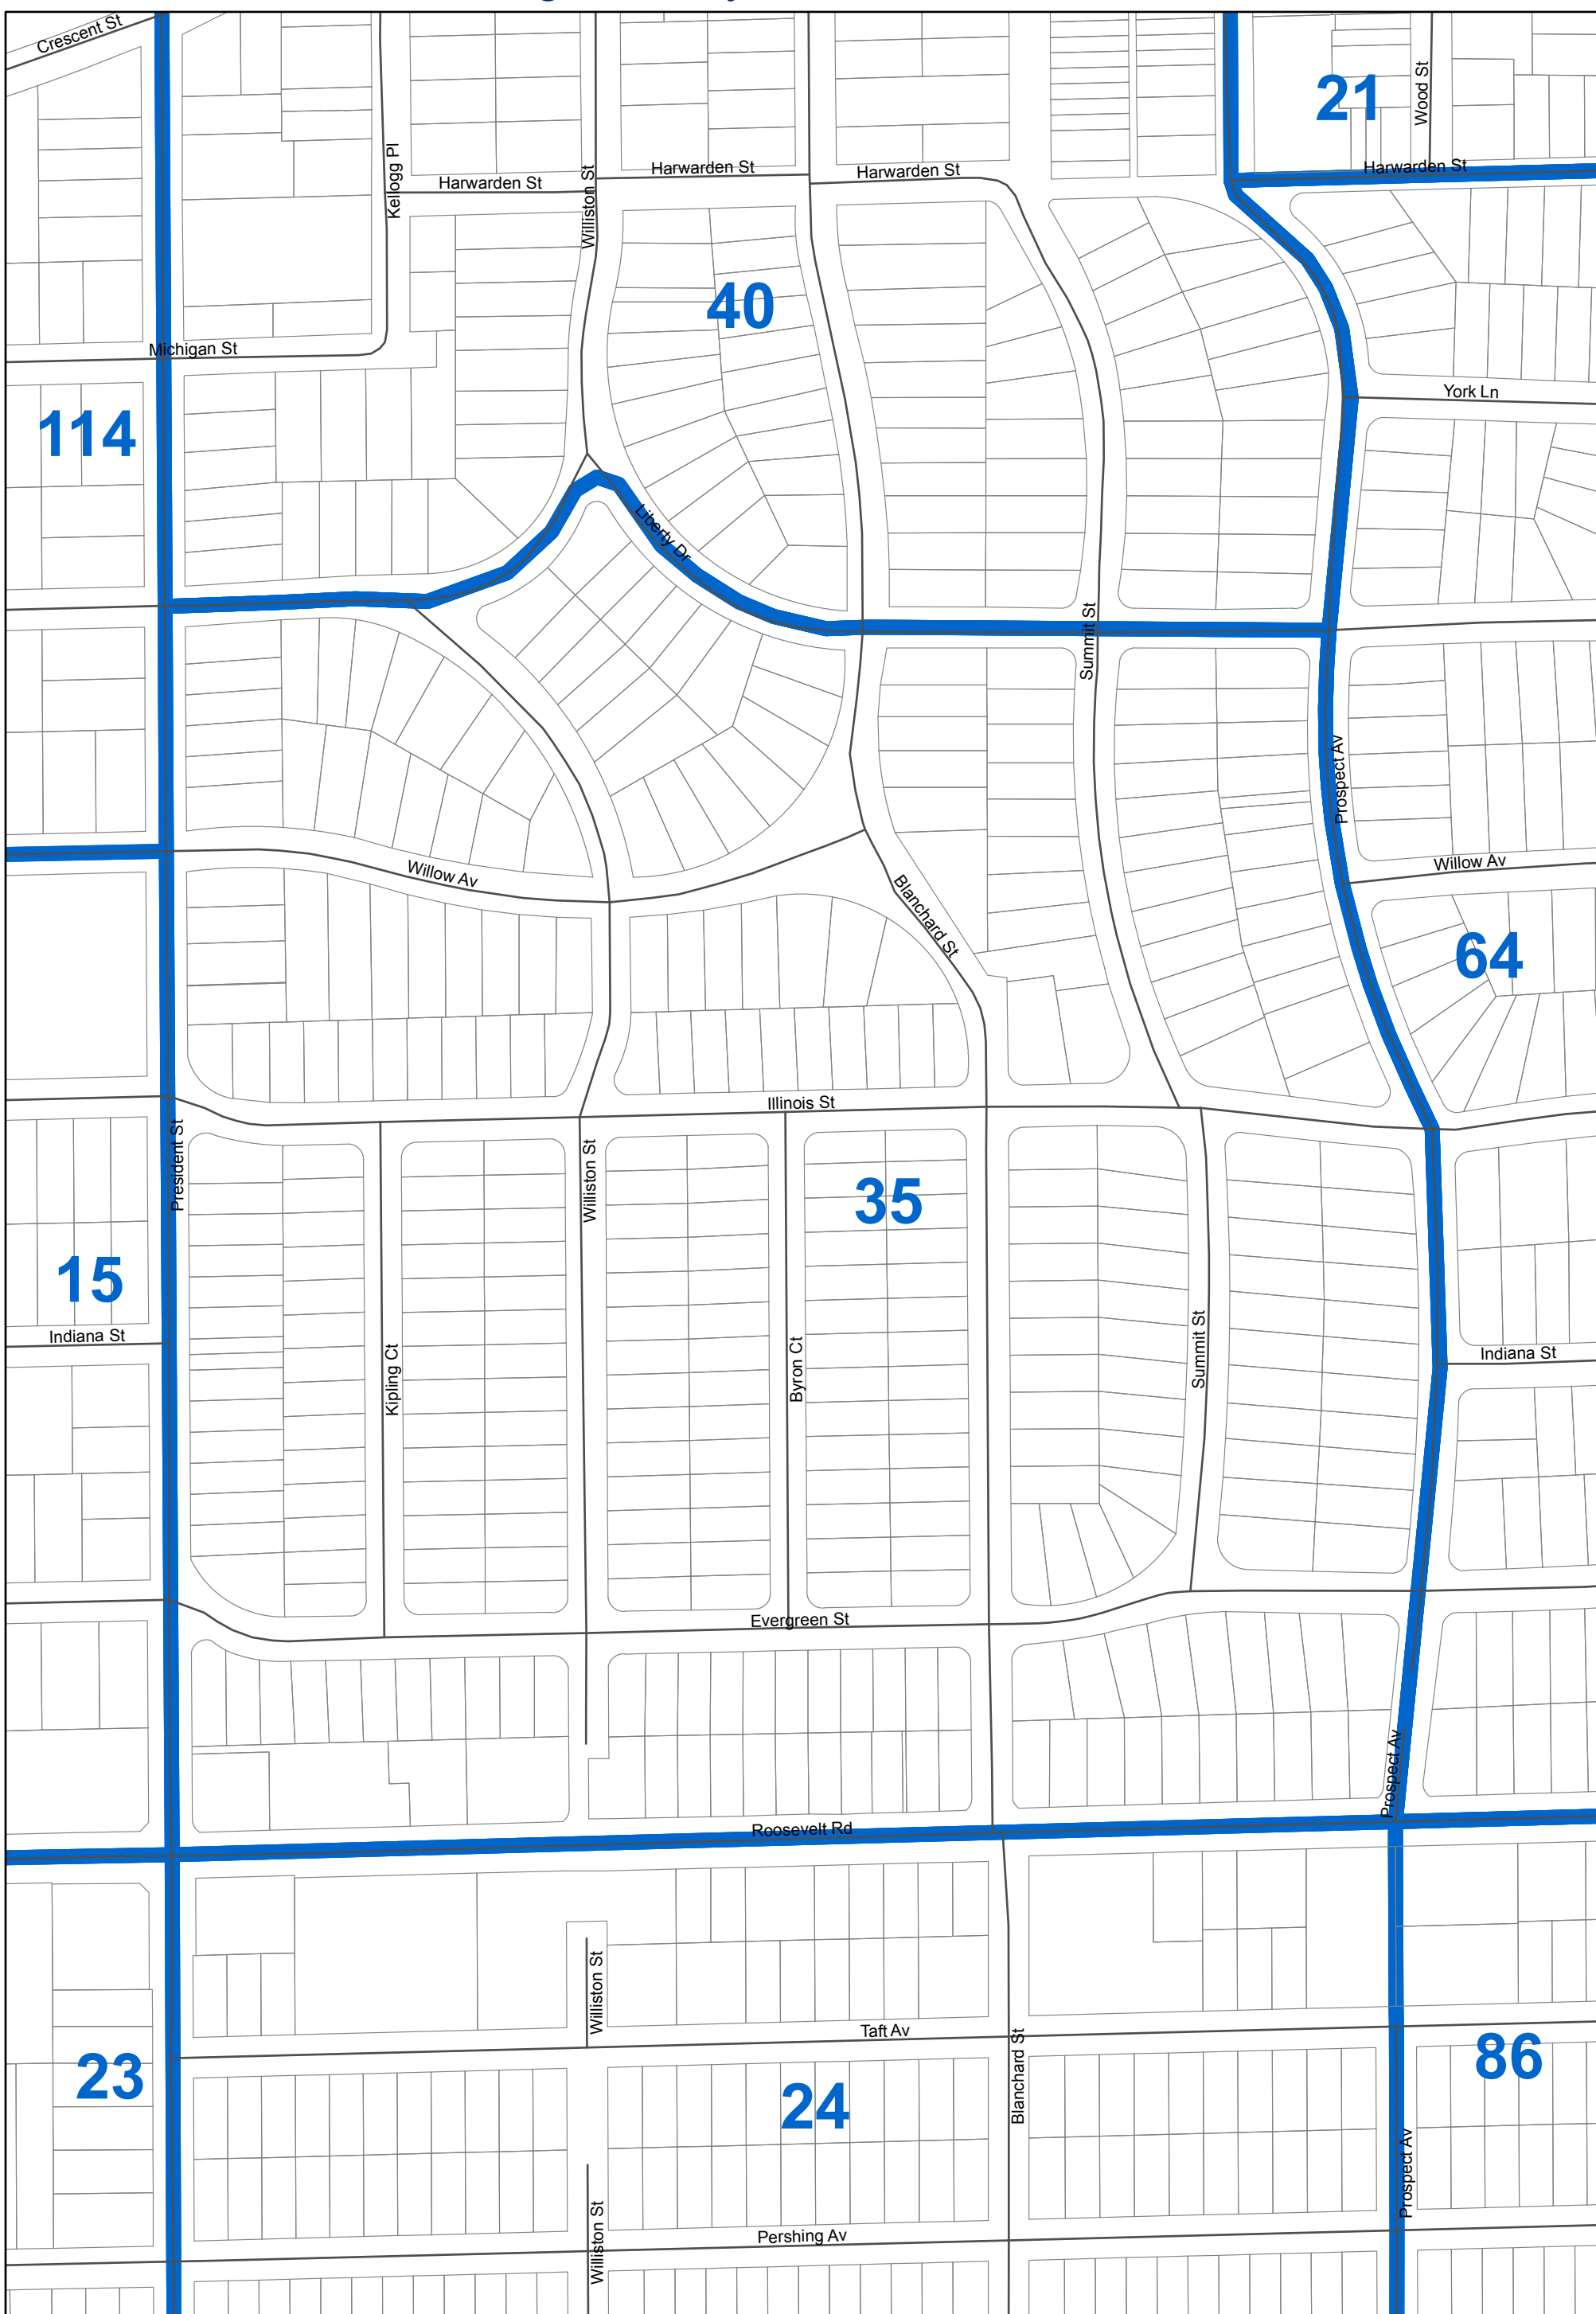 Crescent St
21
Wood St
Kellogg Pl
Harwarden St
Williston St
Harwarden St
Harwarden St
Harwarden St
40
Michigan St
York Ln
114
Liberty Dr
Summit St
Prospect Av
Willow Av
Willow Av
Blanchard St
64
Illinois St
President St
Williston St
35
15
Indiana St
Kipling Ct
Byron Ct
Summit St
Indiana St
Evergreen St
Prospect Av
Roosevelt Rd
Williston St
Taft Av
Blanchard St
23
24
86
Prospect Av
Williston St
Pershing Av